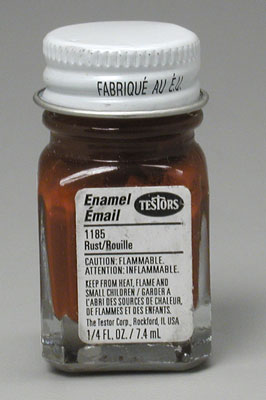 FABRIQUÉ AU É.U.
Enamel
Émail
TESTORS
1185
Rust/Rouille
CAUTION: FLAMMABLE.
ATTENTION: INFLAMMABLE.
KEEP FROM HEAT, FLAME AND
SMALL CHILDREN / GARDER A
L'ABRI DES SOURCES DE CHALEUR,
DE FLAMMES ET DES ENFANTS.
The Testor Corp., Rockford, IL USA
1/4 FL. OZ. / 7.4 mL